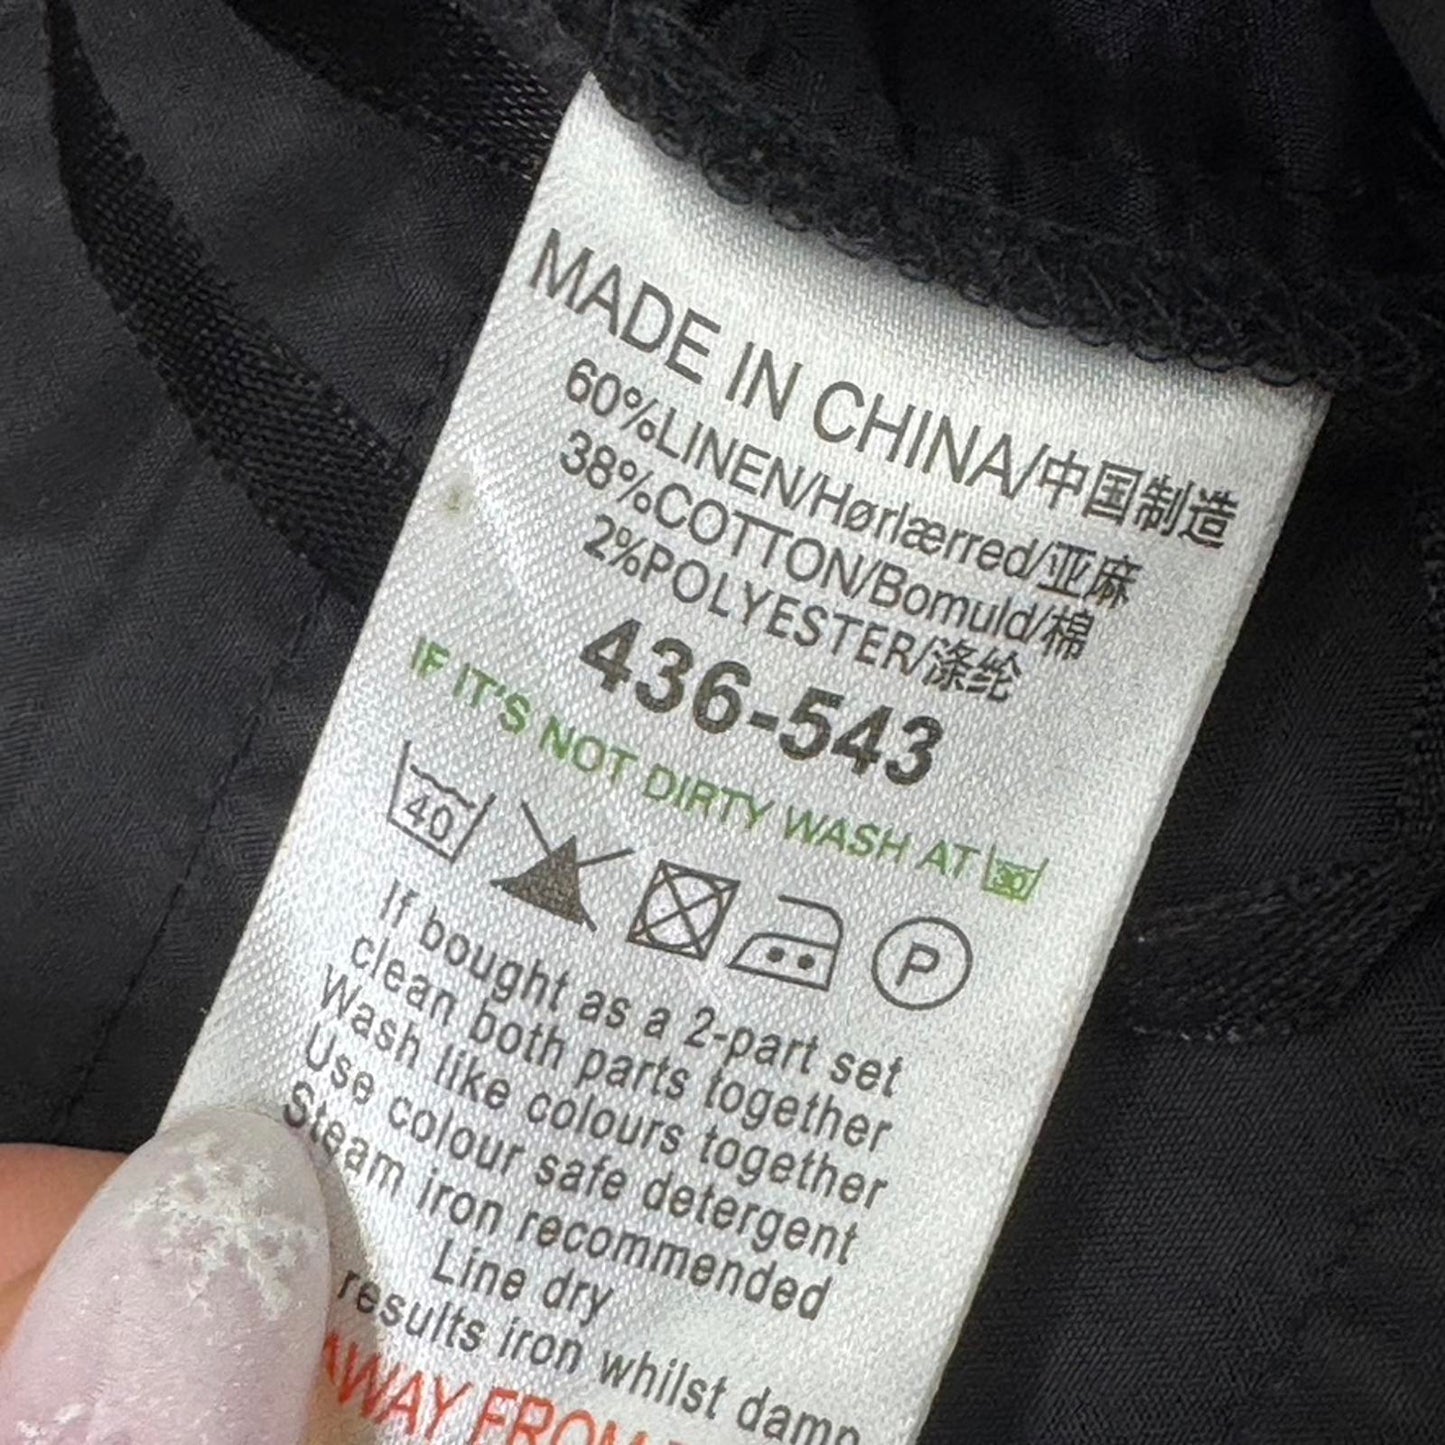 MADE IN CHINA/中国制造
60%LINEN/Hørlærred/亚麻
38%COTTON/Bomuld/棉
2%POLYESTER/涤纶
436-543
IF IT'S NOT DIRTY WASH AT 30
40
P
If bought as a 2-part set
clean both parts together
Wash like colours together
Use colour safe detergent
Steam iron recommended
Line dry
results iron whilst damp
AWAY FROM